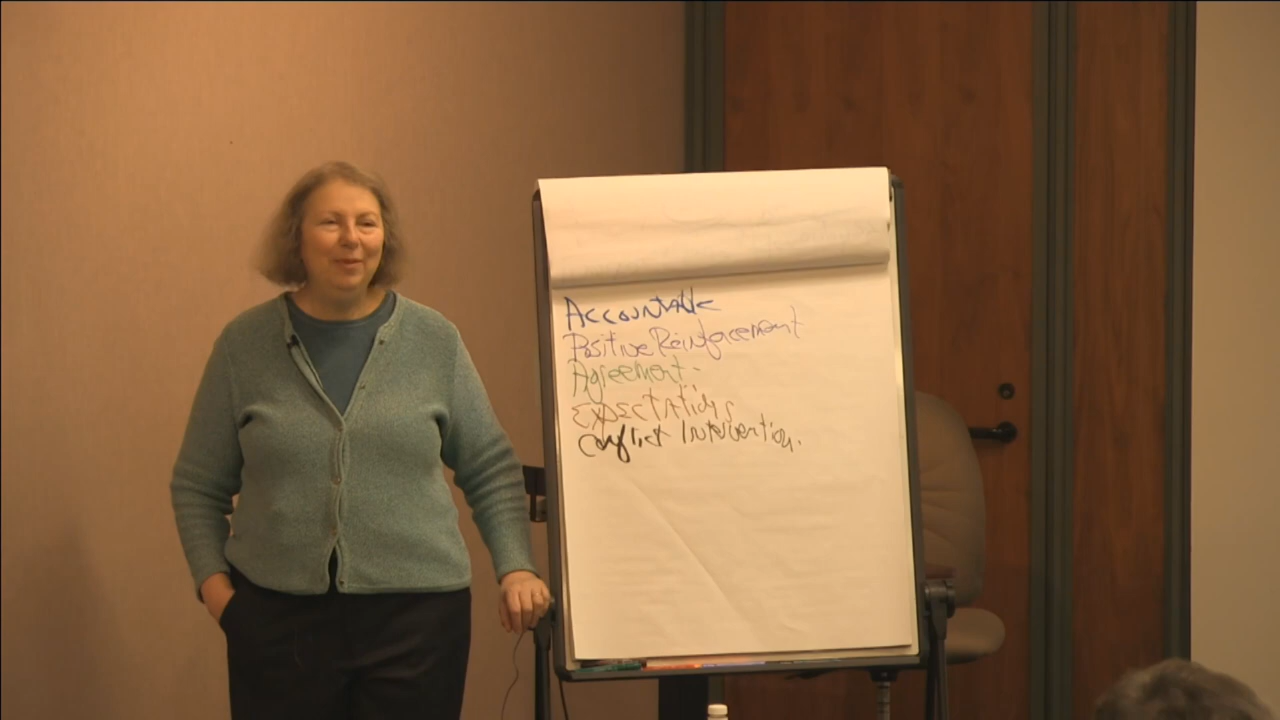 Accountable
Positive Reinforcement
Agreement.
Expectations
Conflict Intervention.